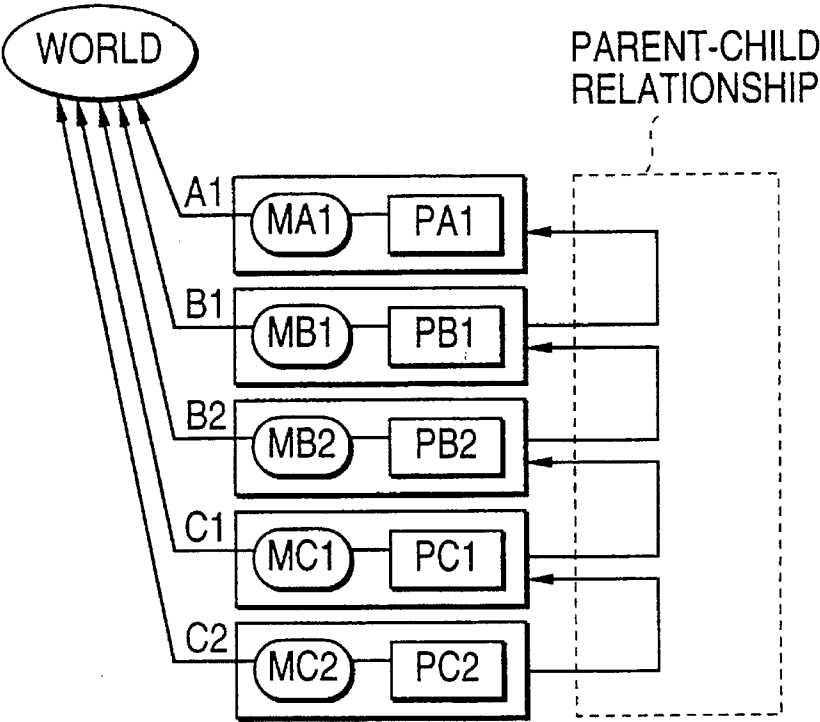 WORLD
PARENT-CHILD
RELATIONSHIP
A1
MA1 PA1
B1
MB1 PB1
B2
MB2 PB2
C1
MC1 PC1
C2
MC2 PC2